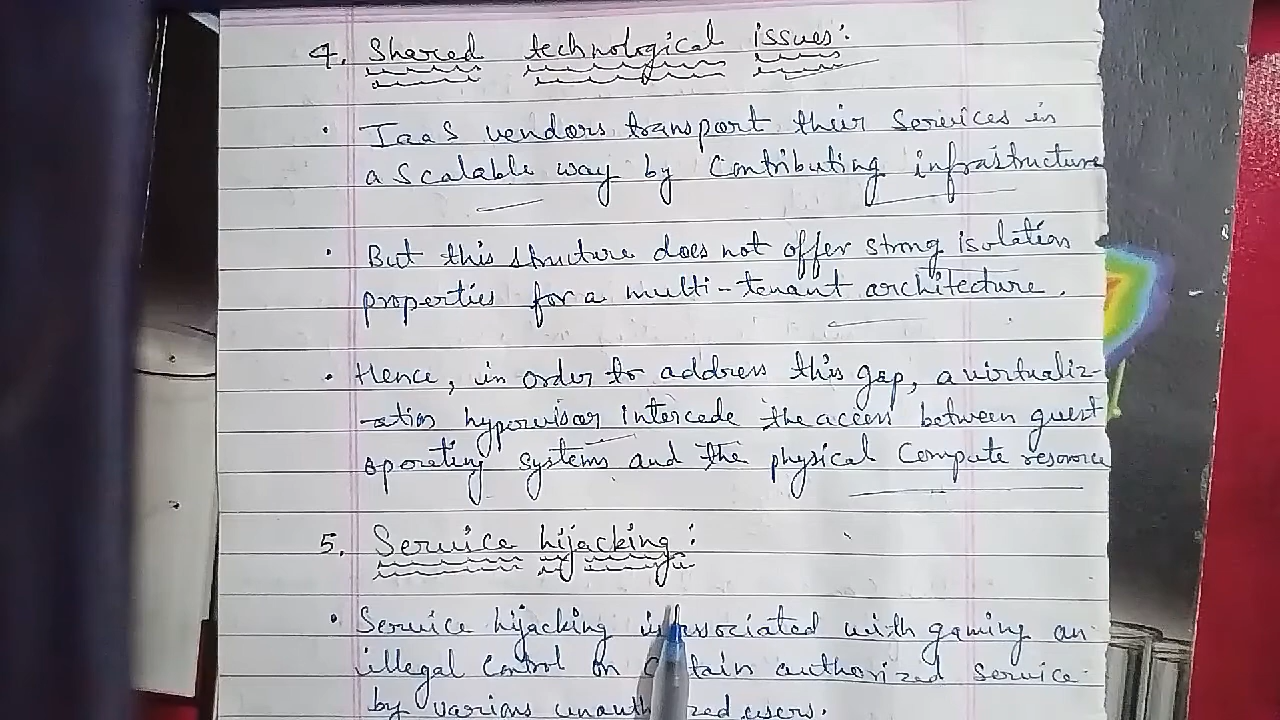 4. Shared technological issues:
• IaaS vendors transport their services in
a scalable way by contributing infrastructure
• But this structure does not offer strong isolation
properties for a multi-tenant architecture.
• Hence, in order to address this gap, a virtualiz-
-ation hypervisor intercede the access between guest
operating systems and the physical compute resource
5. Service hijacking:
• Service hijacking is associated with gaming an
illegal control on tain authorized service
by various users.